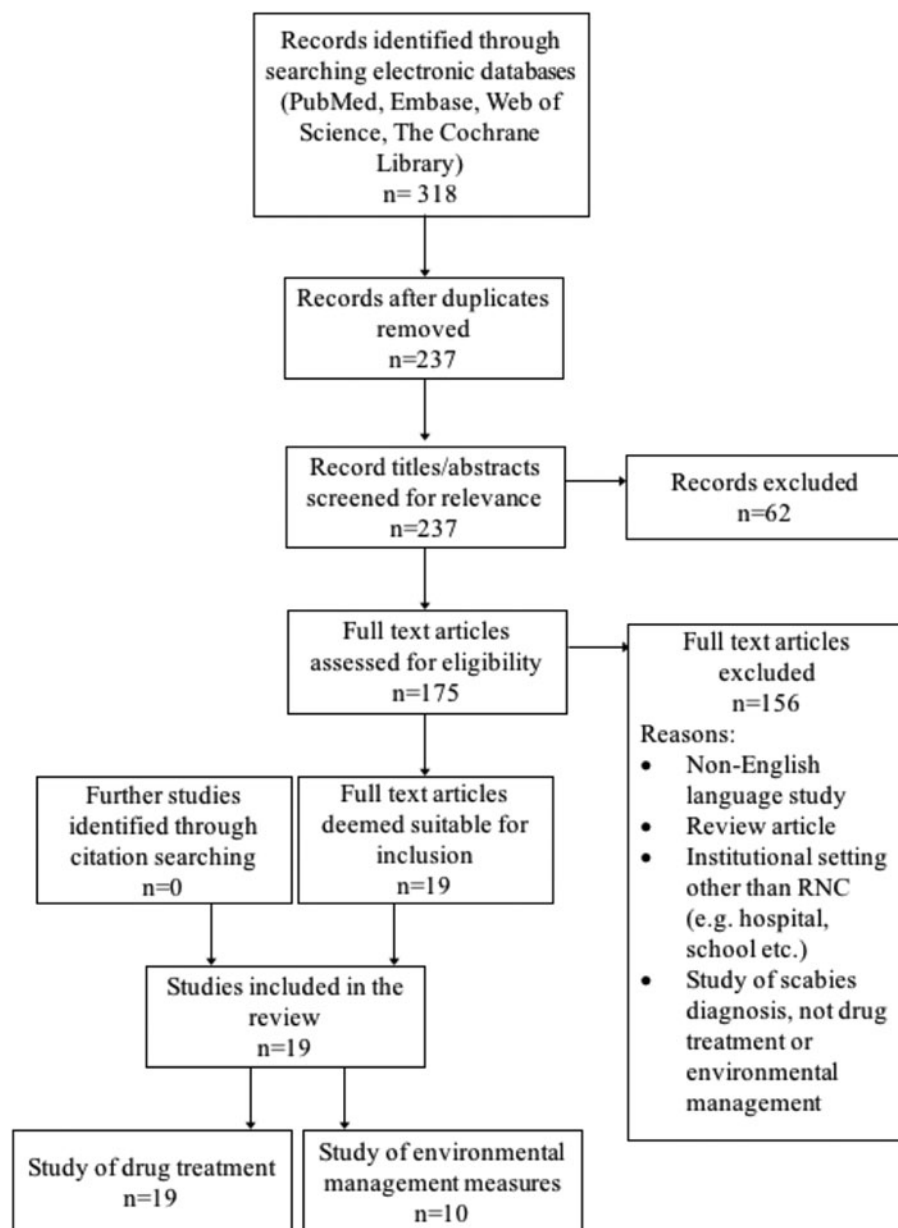 Records identified through
searching electronic databases
(PubMed, Embase, Web of
Science, The Cochrane
Library)
n= 318
Records after duplicates
removed
n=237
Record titles/abstracts
screened for relevance
n=237
Records excluded
n=62
Full text articles
assessed for eligibility
n=175
Full text articles
excluded
n=156
Reasons:
• Non-English
language study
• Review article
• Institutional setting
other than RNC
(e.g. hospital,
school etc.)
• Study of scabies
diagnosis, not drug
treatment or
environmental
management
Further studies
identified through
citation searching
n=0
Full text articles
deemed suitable for
inclusion
n=19
Studies included in the
review
n=19
Study of drug treatment
n=19
Study of environmental
management measures
n=10